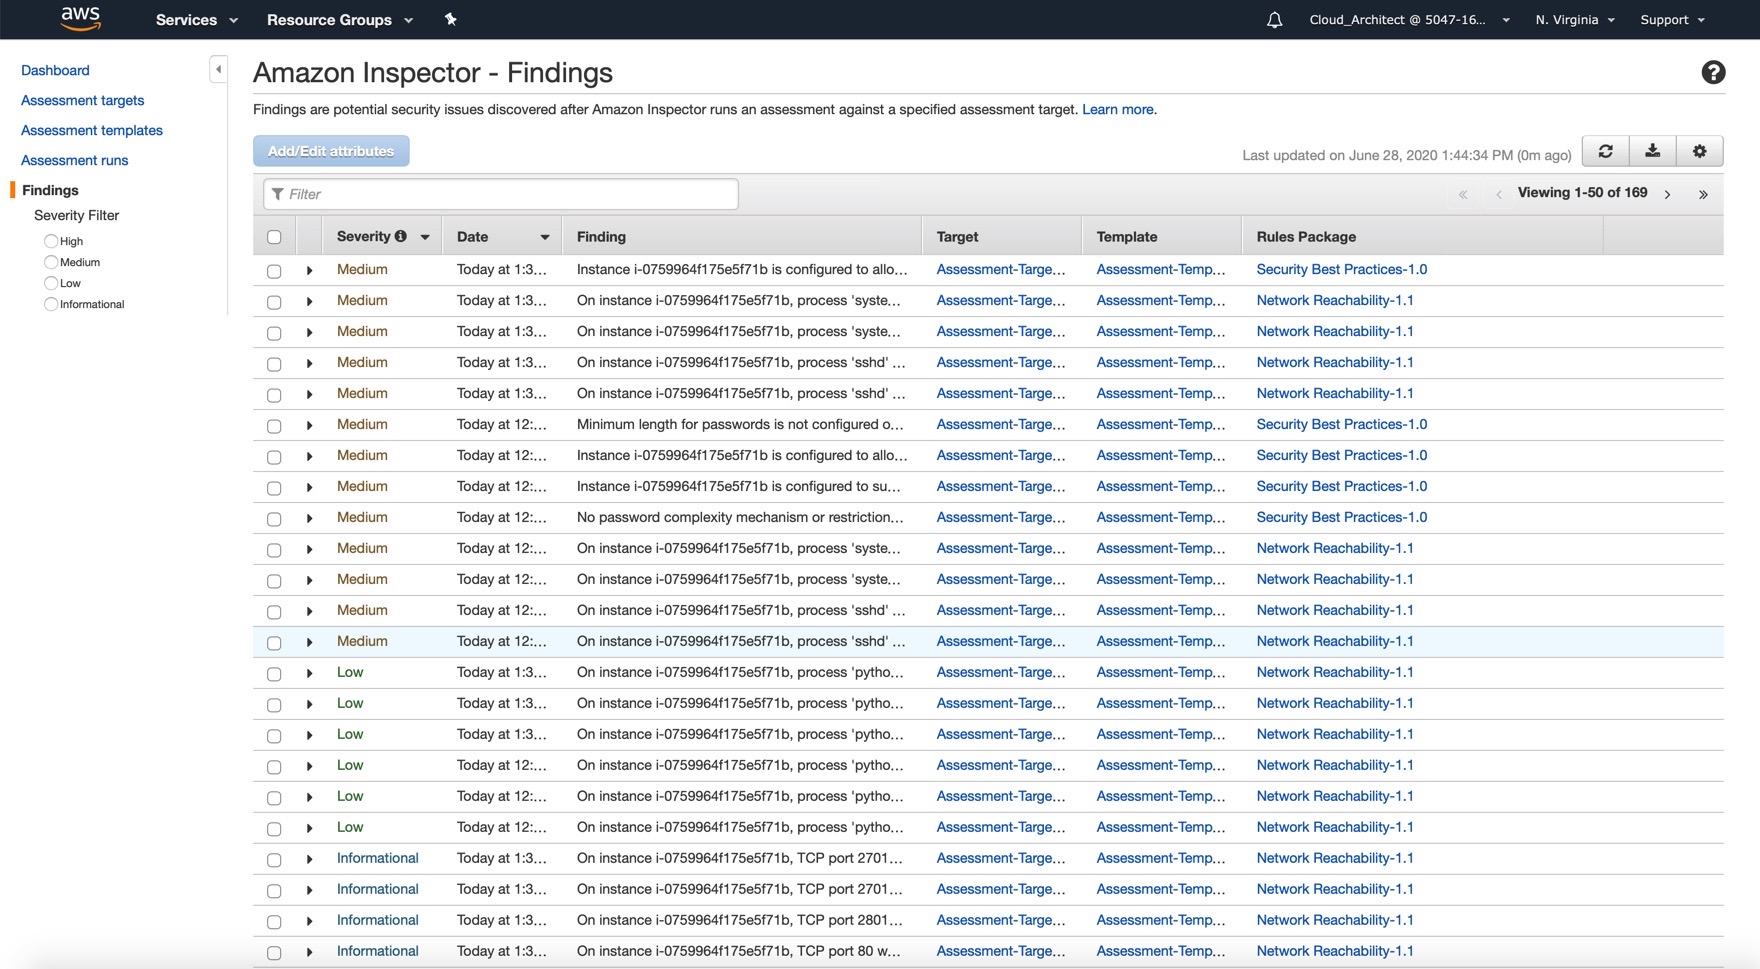 aws Services Resource Groups Cloud_Architect @ 5047-16... N. Virginia Support
Dashboard
Assessment targets
Assessment templates
Assessment runs
Findings
Severity Filter
High
Medium
Low
Informational
Amazon Inspector - Findings
Findings are potential security issues discovered after Amazon Inspector runs an assessment against a specified assessment target. Learn more.
Add/Edit attributes
Last updated on June 28, 2020 1:44:34 PM (0m ago)
Filter
« ‹ Viewing 1-50 of 169 › »
Severity Date Finding Target Template Rules Package
Medium Today at 1:3... Instance i-0759964f175e5f71b is configured to allo... Assessment-Targe... Assessment-Temp... Security Best Practices-1.0
Medium Today at 1:3... On instance i-0759964f175e5f71b, process 'syste... Assessment-Targe... Assessment-Temp... Network Reachability-1.1
Medium Today at 1:3... On instance i-0759964f175e5f71b, process 'syste... Assessment-Targe... Assessment-Temp... Network Reachability-1.1
Medium Today at 1:3... On instance i-0759964f175e5f71b, process 'sshd' ... Assessment-Targe... Assessment-Temp... Network Reachability-1.1
Medium Today at 1:3... On instance i-0759964f175e5f71b, process 'sshd' ... Assessment-Targe... Assessment-Temp... Network Reachability-1.1
Medium Today at 12:... Minimum length for passwords is not configured o... Assessment-Targe... Assessment-Temp... Security Best Practices-1.0
Medium Today at 12:... Instance i-0759964f175e5f71b is configured to allo... Assessment-Targe... Assessment-Temp... Security Best Practices-1.0
Medium Today at 12:... Instance i-0759964f175e5f71b is configured to su... Assessment-Targe... Assessment-Temp... Security Best Practices-1.0
Medium Today at 12:... No password complexity mechanism or restriction... Assessment-Targe... Assessment-Temp... Security Best Practices-1.0
Medium Today at 12:... On instance i-0759964f175e5f71b, process 'syste... Assessment-Targe... Assessment-Temp... Network Reachability-1.1
Medium Today at 12:... On instance i-0759964f175e5f71b, process 'syste... Assessment-Targe... Assessment-Temp... Network Reachability-1.1
Medium Today at 12:... On instance i-0759964f175e5f71b, process 'sshd' ... Assessment-Targe... Assessment-Temp... Network Reachability-1.1
Medium Today at 12:... On instance i-0759964f175e5f71b, process 'sshd' ... Assessment-Targe... Assessment-Temp... Network Reachability-1.1
Low Today at 1:3... On instance i-0759964f175e5f71b, process 'pytho... Assessment-Targe... Assessment-Temp... Network Reachability-1.1
Low Today at 1:3... On instance i-0759964f175e5f71b, process 'pytho... Assessment-Targe... Assessment-Temp... Network Reachability-1.1
Low Today at 1:3... On instance i-0759964f175e5f71b, process 'pytho... Assessment-Targe... Assessment-Temp... Network Reachability-1.1
Low Today at 12:... On instance i-0759964f175e5f71b, process 'pytho... Assessment-Targe... Assessment-Temp... Network Reachability-1.1
Low Today at 12:... On instance i-0759964f175e5f71b, process 'pytho... Assessment-Targe... Assessment-Temp... Network Reachability-1.1
Low Today at 12:... On instance i-0759964f175e5f71b, process 'pytho... Assessment-Targe... Assessment-Temp... Network Reachability-1.1
Informational Today at 1:3... On instance i-0759964f175e5f71b, TCP port 2701... Assessment-Targe... Assessment-Temp... Network Reachability-1.1
Informational Today at 1:3... On instance i-0759964f175e5f71b, TCP port 2701... Assessment-Targe... Assessment-Temp... Network Reachability-1.1
Informational Today at 1:3... On instance i-0759964f175e5f71b, TCP port 2801... Assessment-Targe... Assessment-Temp... Network Reachability-1.1
Informational Today at 1:3... On instance i-0759964f175e5f71b, TCP port 80 w... Assessment-Targe... Assessment-Temp... Network Reachability-1.1